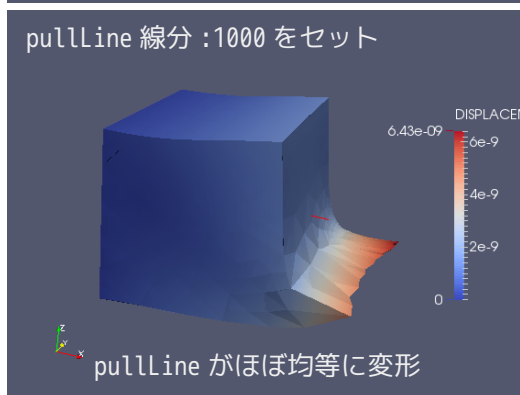 pullLine 線分 :1000 をセット
DISPLACEM
6.43e-09
6e-9
4e-9
2e-9
0
Z
Y
X
pullLine がほぼ均等に変形